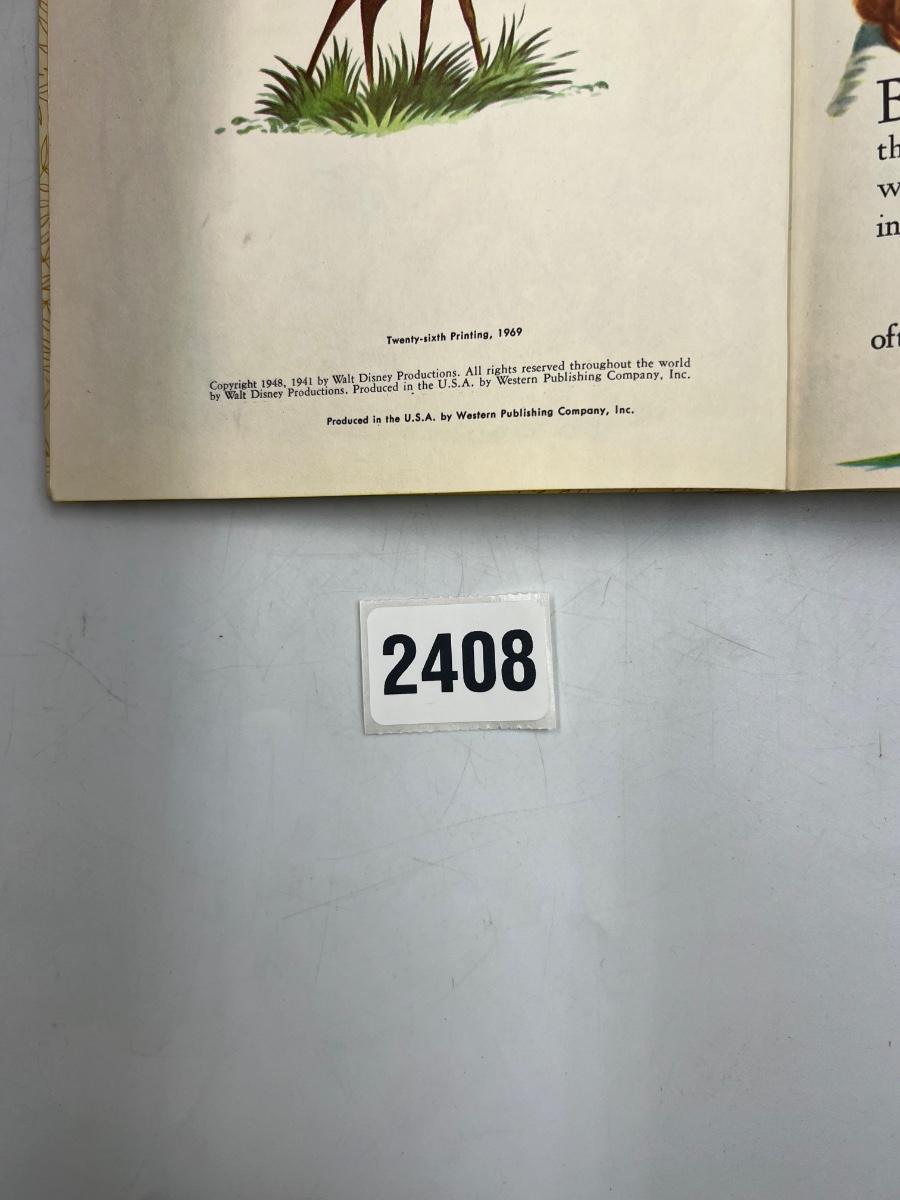 Twenty-sixth Printing, 1969
Copyright 1948, 1941 by Walt Disney Productions. All rights reserved throughout the world
by Walt Disney Productions. Produced in the U.S.A. by Western Publishing Company, Inc.
Produced in the U.S.A. by Western Publishing Company, Inc.
th
w
in
2408